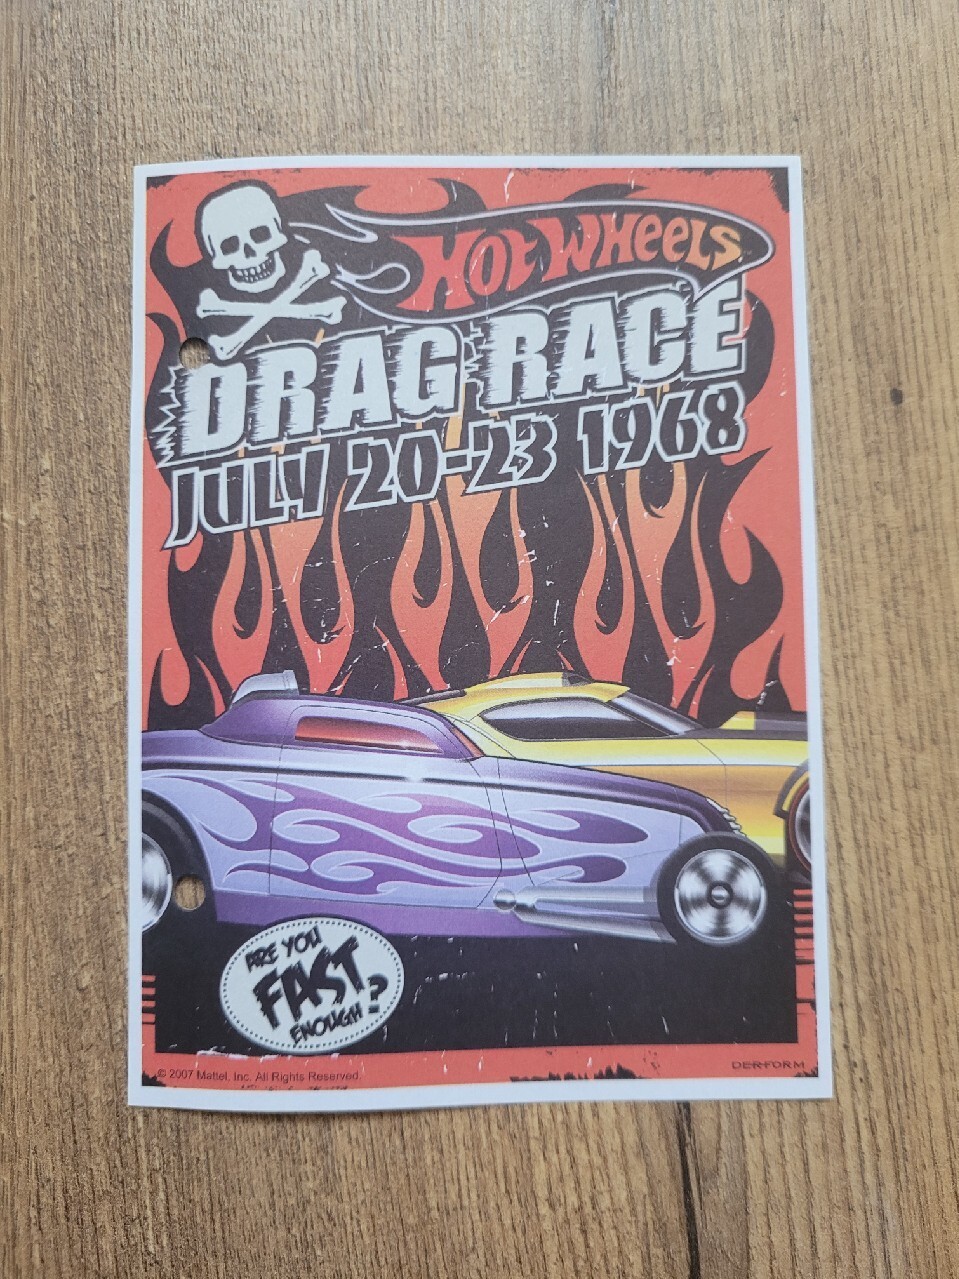 HOT WHEELS
DRAG RACE
JULY 20-23 1968
ARE YOU
FAST
ENOUGH?
© 2007 Mattel, Inc. All Rights Reserved.
DERFORM